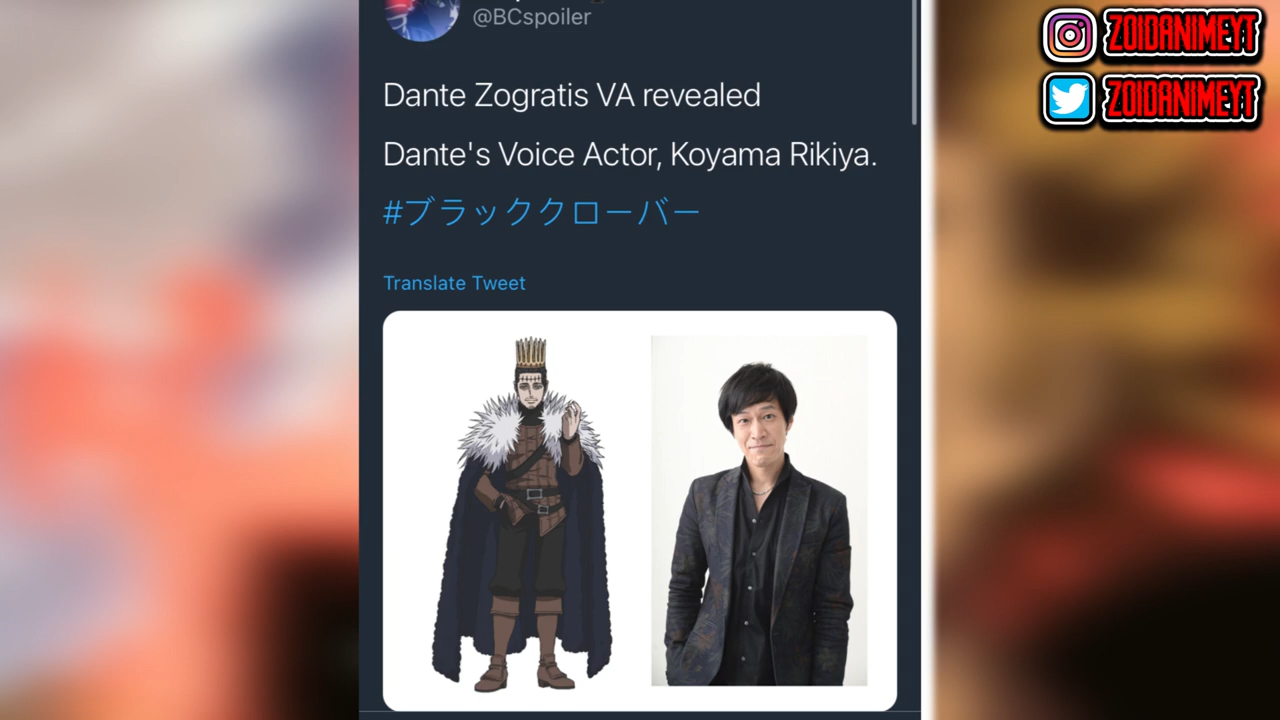 @BCspoiler
Dante Zogratis VA revealed
Dante's Voice Actor, Koyama Rikiya.
#ブラッククローバー
Translate Tweet
ZOIDANIMEYT
ZOIDANIMEYT